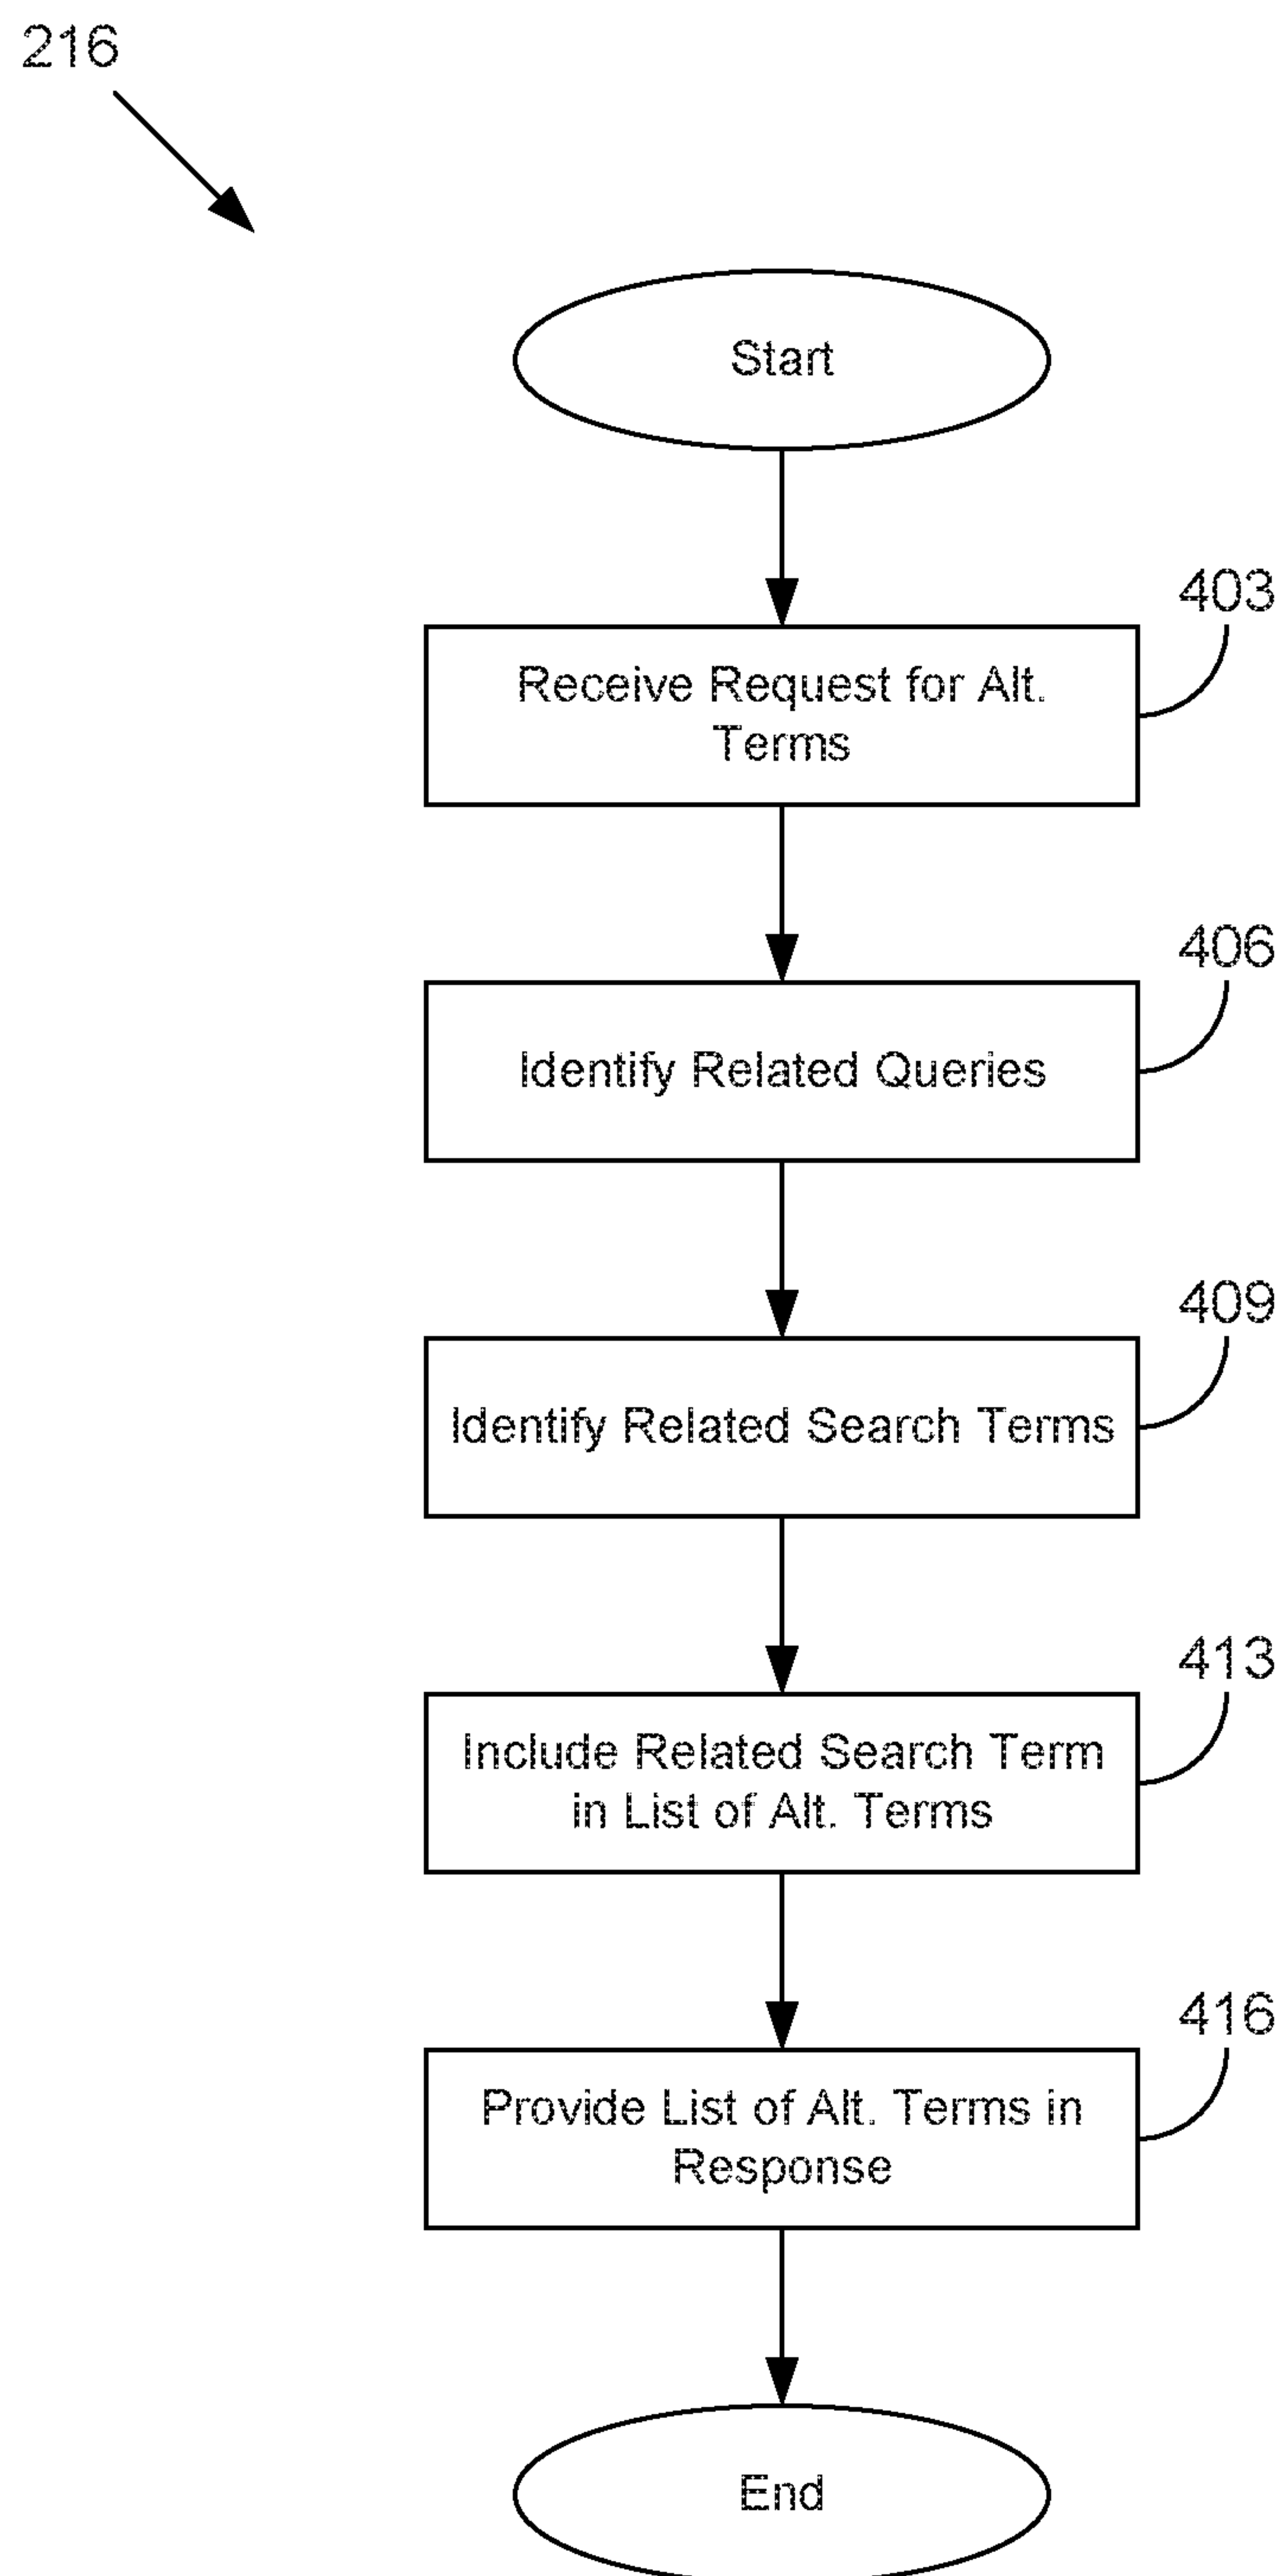 216
Start
403
Receive Request for Alt.
Terms
406
Identify Related Queries
409
Identify Related Search Terms
413
Include Related Search Term
in List of Alt. Terms
416
Provide List of Alt. Terms in
Response
End